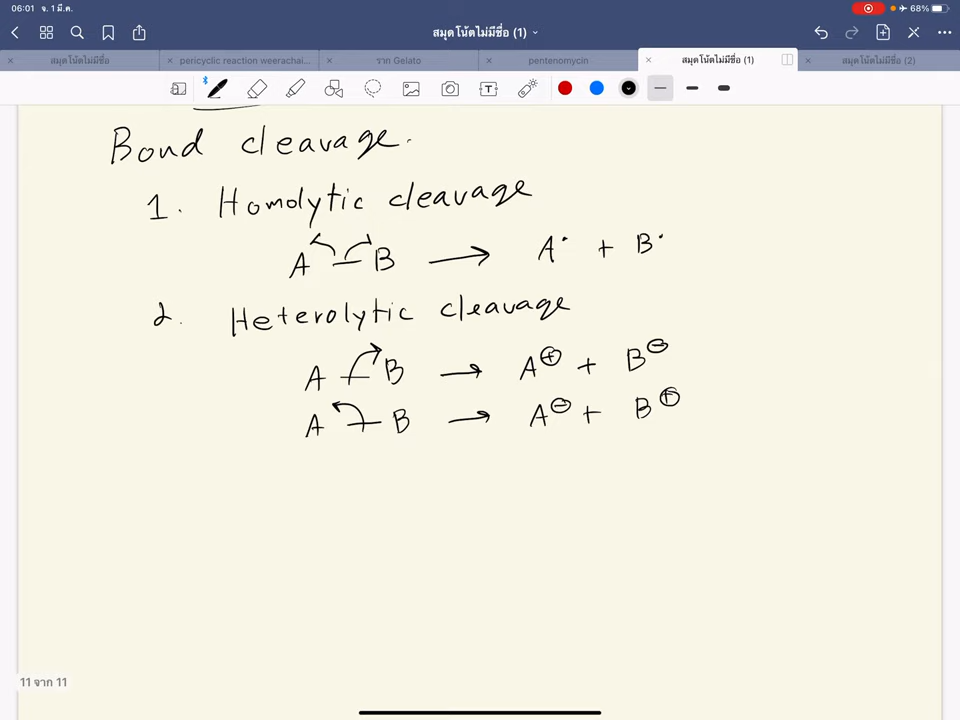 06:01 จ. 1 มี.ค.
68%
สมุดโน้ตไม่มีชื่อ (1)
สมุดโน้ตไม่มีชื่อ
pericyclic reaction weerachai...
ราก Gelato
pentenomycin
สมุดโน้ตไม่มีชื่อ (1)
สมุดโน้ตไม่มีชื่อ (2)
Bond cleavage.
1. Homolytic cleavage
A — B → A• + B•
2. Heterolytic cleavage
A — B → A⊕ + B⊖
A — B → A⊖ + B⊕
11 จาก 11